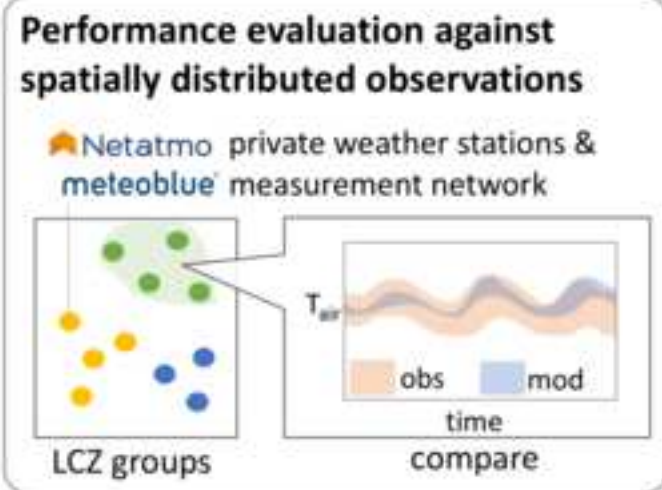 Performance evaluation against
spatially distributed observations
Netatmo private weather stations &
meteoblue® measurement network
T_air
obs
mod
time
LCZ groups
compare